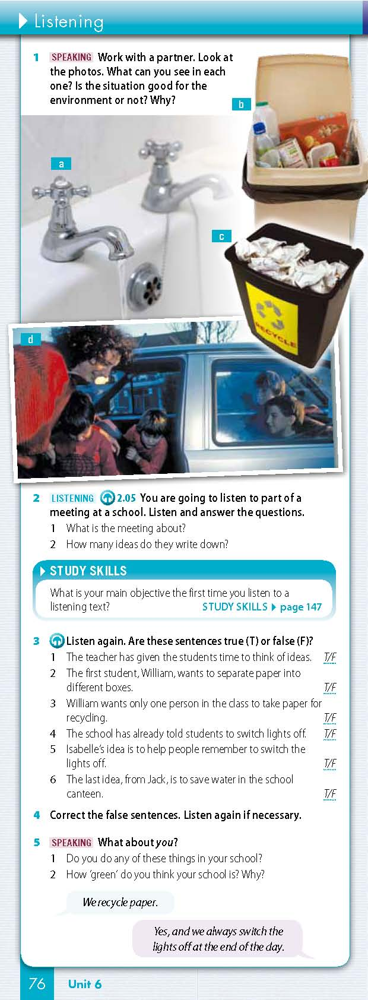 Listening
1 SPEAKING Work with a partner. Look at
the photos. What can you see in each
one? Is the situation good for the
environment or not? Why?
b
a
c
RECYCLE
d
2 LISTENING 2.05 You are going to listen to part of a
meeting at a school. Listen and answer the questions.
1 What is the meeting about?
2 How many ideas do they write down?
STUDY SKILLS
What is your main objective the first time you listen to a
listening text? STUDY SKILLS page 147
3 Listen again. Are these sentences true (T) or false (F)?
1 The teacher has given the students time to think of ideas. T/F
2 The first student, William, wants to separate paper into
different boxes. T/F
3 William wants only one person in the class to take paper for
recycling. T/F
4 The school has already told students to switch lights off. T/F
5 Isabelle's idea is to help people remember to switch the
lights off. T/F
6 The last idea, from Jack, is to save water in the school
canteen. T/F
4 Correct the false sentences. Listen again if necessary.
5 SPEAKING What about you?
1 Do you do any of these things in your school?
2 How 'green' do you think your school is? Why?
We recycle paper.
Yes, and we always switch the
lights off at the end of the day.
76 Unit 6